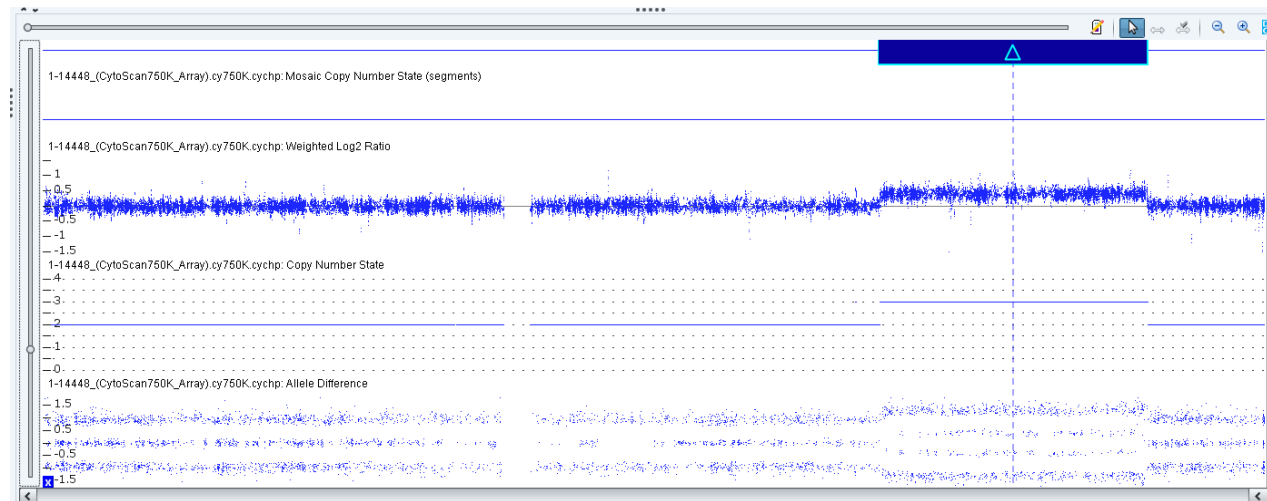 1-14448_(CytoScan750K_Array).cy750K.cychp: Mosaic Copy Number State (segments)
1-14448_(CytoScan750K_Array).cy750K.cychp: Weighted Log2 Ratio
1
0.5
-0.5
-1
-1.5
1-14448_(CytoScan750K_Array).cy750K.cychp: Copy Number State
4
3
2
1
0
1-14448_(CytoScan750K_Array).cy750K.cychp: Allele Difference
1.5
0.5
-0.5
x -1.5